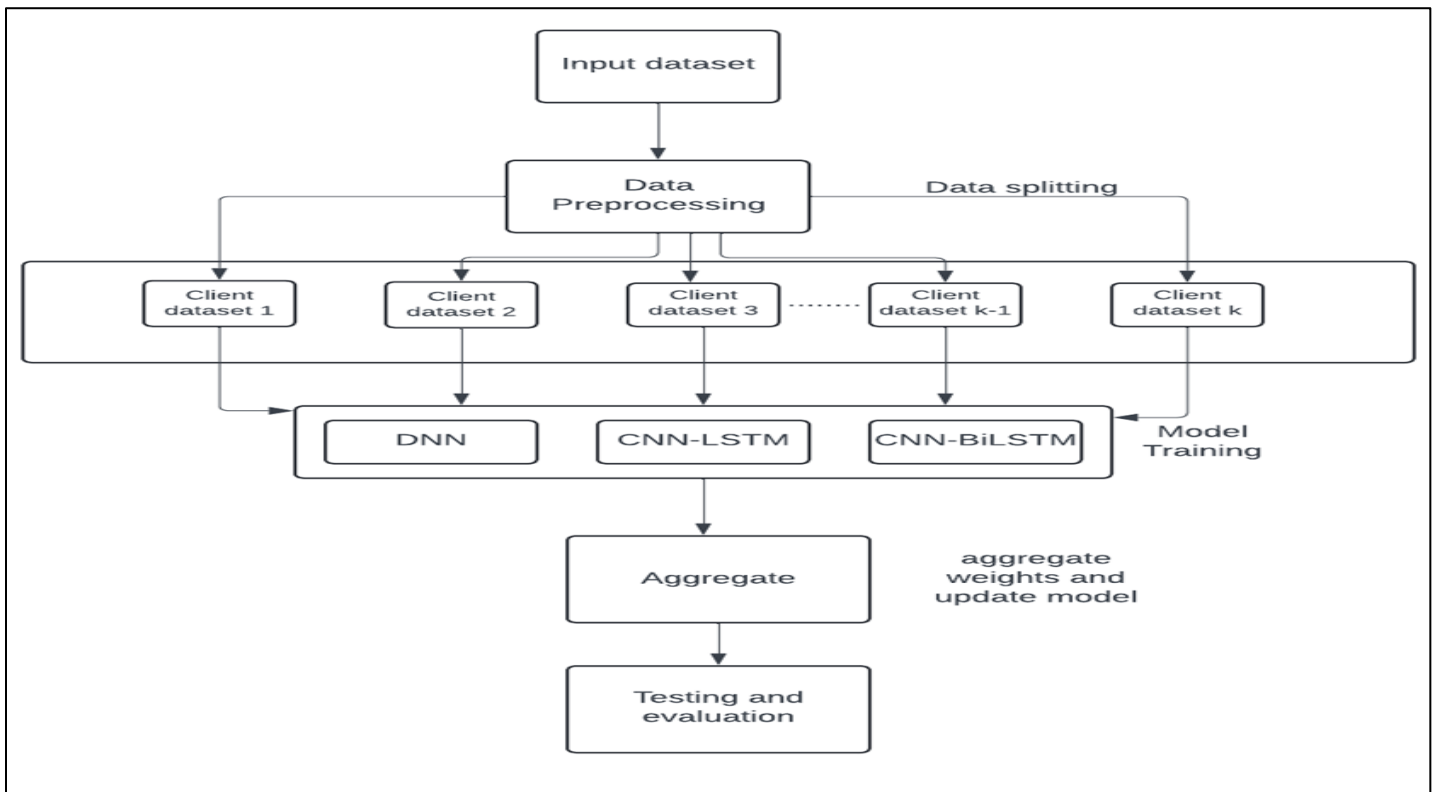 Input dataset
Data
Preprocessing
Data splitting
Client
dataset 1
Client
dataset 2
Client
dataset 3
Client
dataset k-1
Client
dataset k
DNN
CNN-LSTM
CNN-BiLSTM
Model
Training
Aggregate
aggregate
weights and
update model
Testing and
evaluation